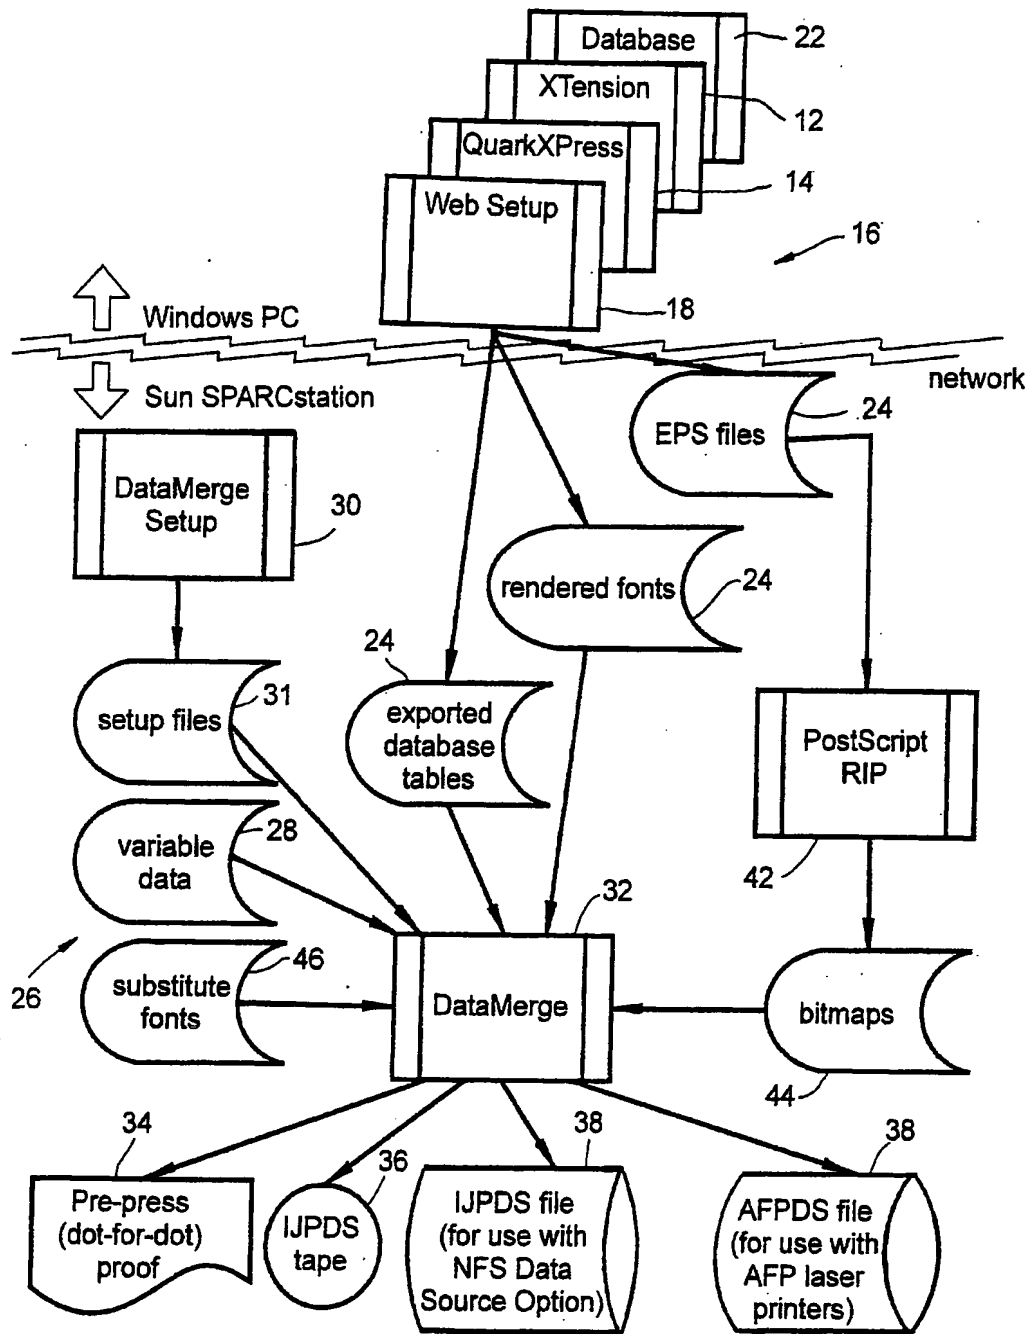 Database
22
XTension
12
QuarkXPress
14
Web Setup
16
18
Windows PC
network
Sun SPARCstation
EPS files
24
DataMerge
Setup
30
rendered fonts
24
24
setup files
31
exported
database
tables
PostScript
RIP
variable
data
28
42
32
substitute
fonts
46
26
DataMerge
bitmaps
44
34
Pre-press
(dot-for-dot)
proof
36
IJPDS
tape
38
IJPDS file
(for use with
NFS Data
Source Option)
38
AFPDS file
(for use with
AFP laser
printers)